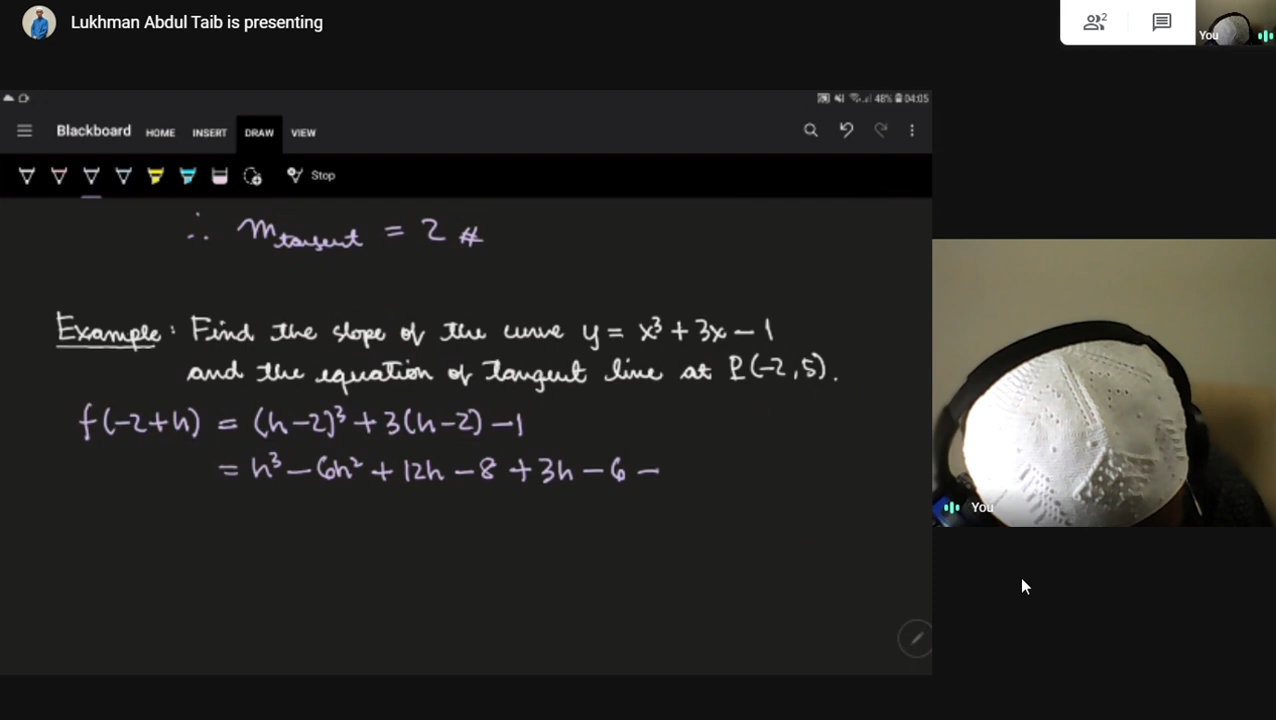 Lukhman Abdul Taib is presenting
2
You
48% 04:05
Blackboard HOME INSERT DRAW VIEW
Stop
∴ m_tangent = 2 #
Example: Find the slope of the curve y = x³ + 3x - 1
and the equation of tangent line at P(-2, 5).
f(-2+h) = (h-2)³ + 3(h-2) - 1
= h³ - 6h² + 12h - 8 + 3h - 6 -
You